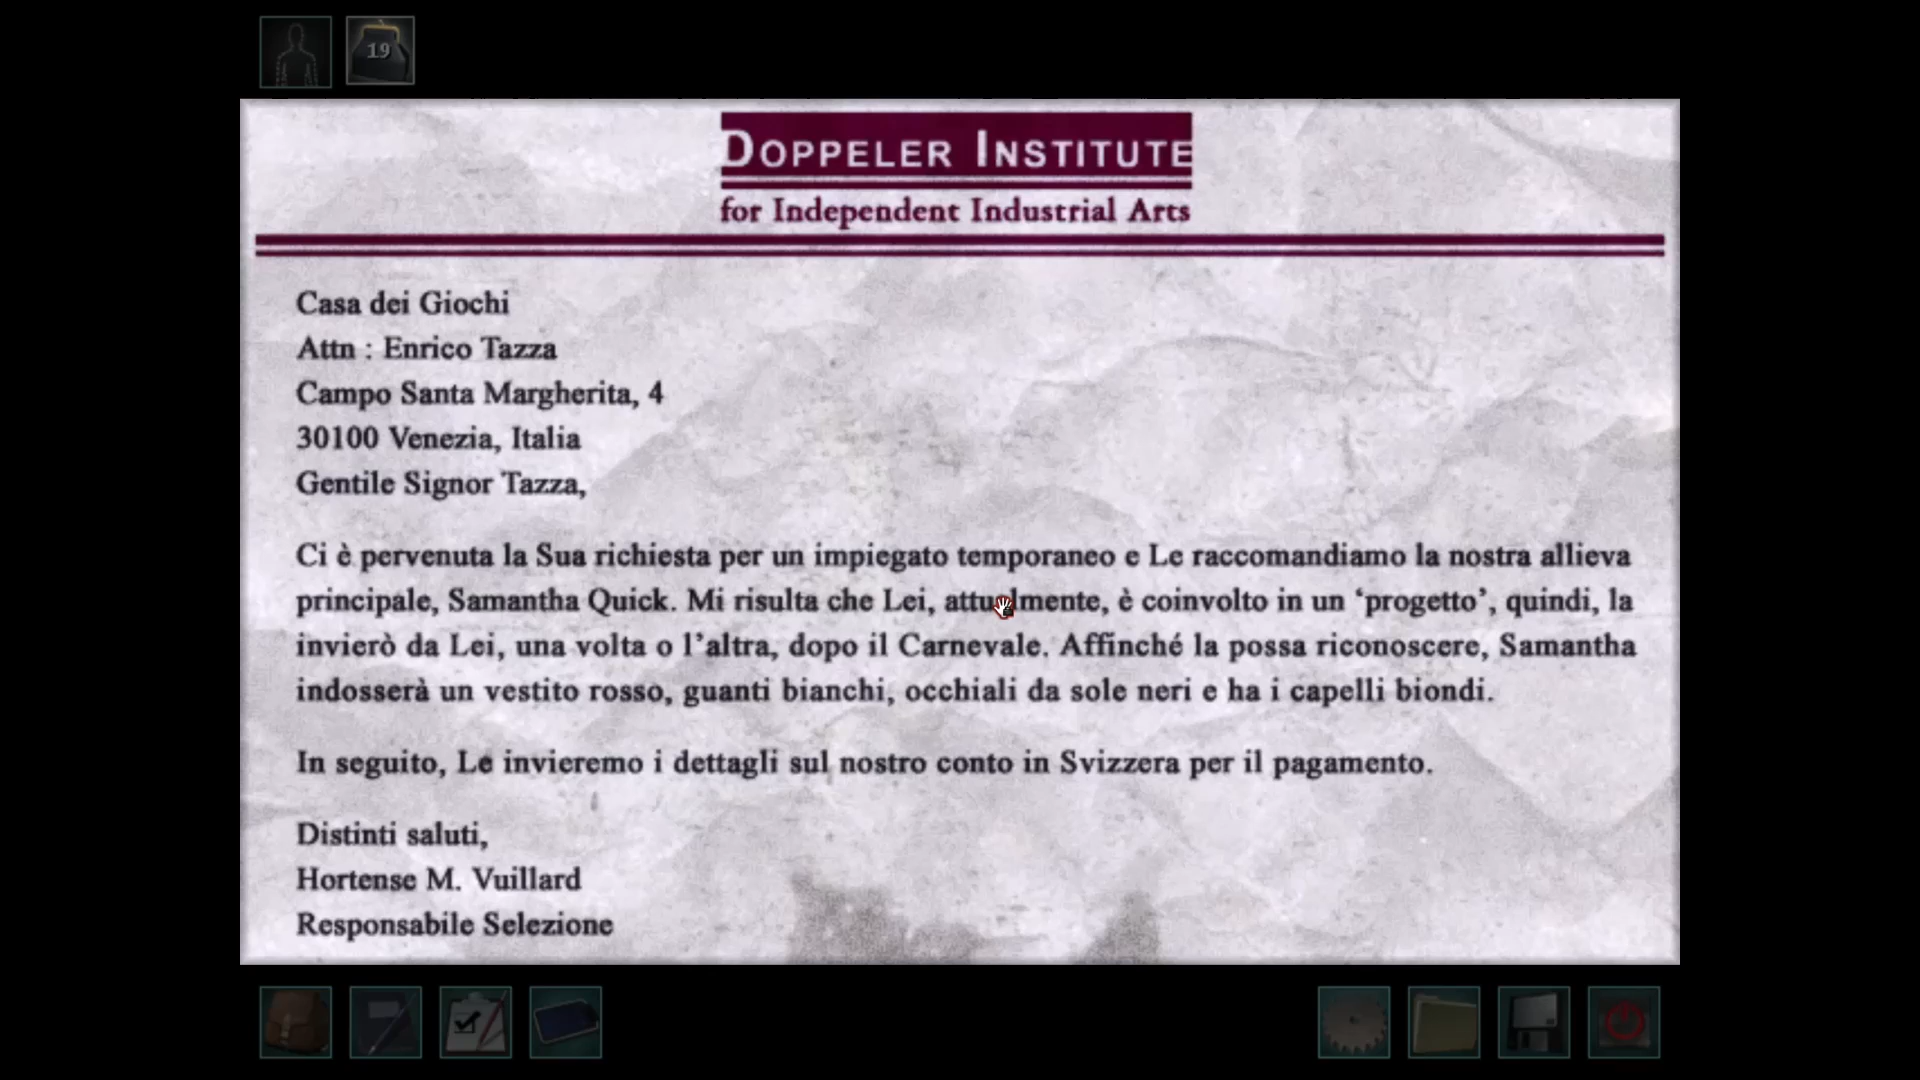 19
DOPPELER INSTITUTE
for Independent Industrial Arts
Casa dei Giochi
Attn : Enrico Tazza
Campo Santa Margherita, 4
30100 Venezia, Italia
Gentile Signor Tazza,
Ci è pervenuta la Sua richiesta per un impiegato temporaneo e Le raccomandiamo la nostra allieva
principale, Samantha Quick. Mi risulta che Lei, attualmente, è coinvolto in un ‘progetto’, quindi, la
invierò da Lei, una volta o l’altra, dopo il Carnevale. Affinché la possa riconoscere, Samantha
indosserà un vestito rosso, guanti bianchi, occhiali da sole neri e ha i capelli biondi.
In seguito, Le invieremo i dettagli sul nostro conto in Svizzera per il pagamento.
Distinti saluti,
Hortense M. Vuillard
Responsabile Selezione